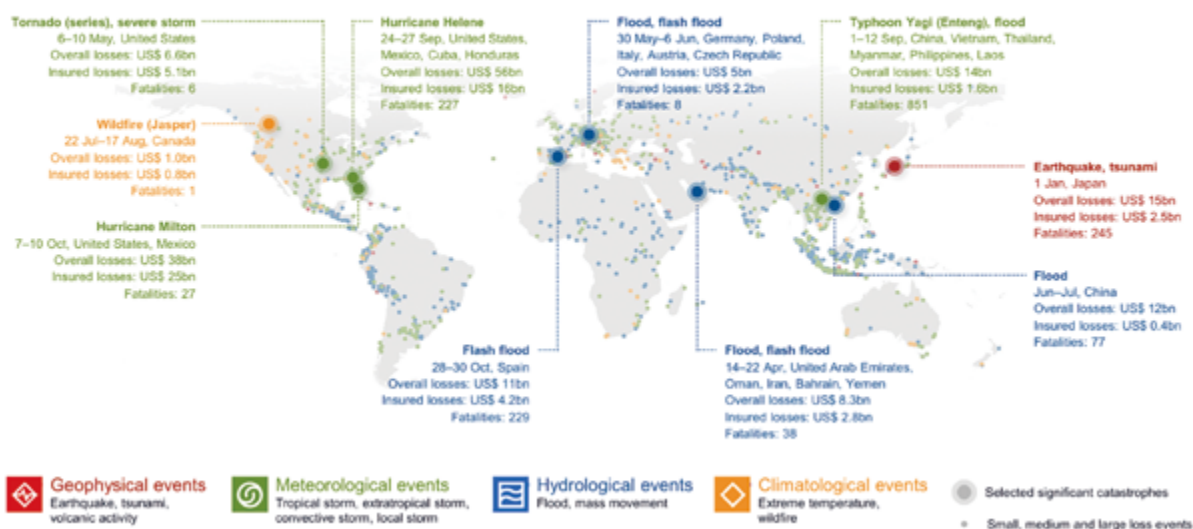 Tornado (series), severe storm
6–10 May, United States
Overall losses: US$ 6.6bn
Insured losses: US$ 5.1bn
Fatalities: 6
Hurricane Helene
24–27 Sep, United States,
Mexico, Cuba, Honduras
Overall losses: US$ 56bn
Insured losses: US$ 16bn
Fatalities: 227
Flood, flash flood
30 May–6 Jun, Germany, Poland,
Italy, Austria, Czech Republic
Overall losses: US$ 5bn
Insured losses: US$ 2.2bn
Fatalities: 8
Typhoon Yagi (Enteng), flood
1–12 Sep, China, Vietnam, Thailand,
Myanmar, Philippines, Laos
Overall losses: US$ 14bn
Insured losses: US$ 1.6bn
Fatalities: 851
Wildfire (Jasper)
22 Jul–17 Aug, Canada
Overall losses: US$ 1.0bn
Insured losses: US$ 0.8bn
Fatalities: 1
Earthquake, tsunami
1 Jan, Japan
Overall losses: US$ 15bn
Insured losses: US$ 2.5bn
Fatalities: 245
Hurricane Milton
7–10 Oct, United States, Mexico
Overall losses: US$ 38bn
Insured losses: US$ 25bn
Fatalities: 27
Flood
Jun–Jul, China
Overall losses: US$ 12bn
Insured losses: US$ 0.4bn
Fatalities: 77
Flash flood
28–30 Oct, Spain
Overall losses: US$ 11bn
Insured losses: US$ 4.2bn
Fatalities: 229
Flood, flash flood
14–22 Apr, United Arab Emirates,
Oman, Iran, Bahrain, Yemen
Overall losses: US$ 8.3bn
Insured losses: US$ 2.8bn
Fatalities: 38
Geophysical events
Earthquake, tsunami,
volcanic activity
Meteorological events
Tropical storm, extratropical storm,
convective storm, local storm
Hydrological events
Flood, mass movement
Climatological events
Extreme temperature,
wildfire
Selected significant catastrophes
Small, medium and large loss events